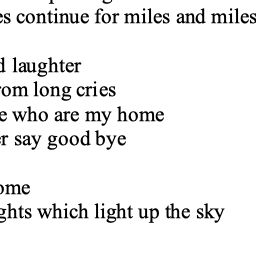 es continue for miles and miles
d laughter
rom long cries
e who are my home
er say good bye
ome
ghts which light up the sky